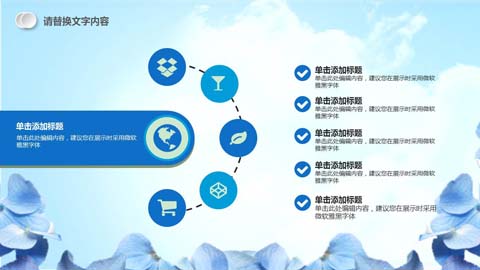 请替换文字内容
单击添加标题
单击此处编辑内容，建议您在展示时采用微软
雅黑字体
单击添加标题
单击此处编辑内容，建议您在展示时采用微软
雅黑字体
单击添加标题
单击此处编辑内容，建议您在展示时采用微软
雅黑字体
单击添加标题
单击此处编辑内容，建议您在展示时采用微软
雅黑字体
单击添加标题
单击此处编辑内容，建议您在展示时采用微软
雅黑字体
单击添加标题
单击此处编辑内容，建议您在展示时采用
微软雅黑字体